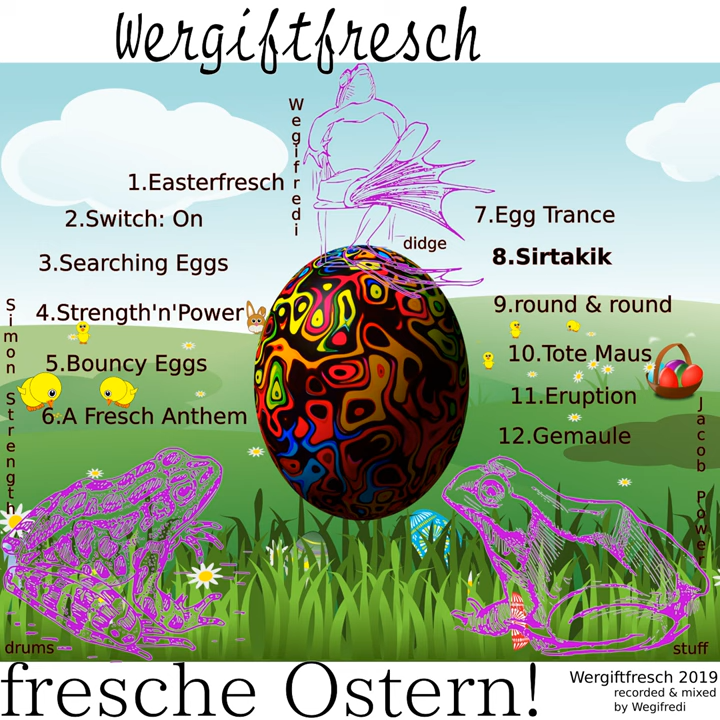 Wergiftfresch
Wegifredi
1.Easterfresch
2.Switch: On
3.Searching Eggs
4.Strength'n'Power
5.Bouncy Eggs
6.A Fresch Anthem
didge
7.Egg Trance
8.Sirtakik
9.round & round
10.Tote Maus
11.Eruption
12.Gemaule
Simon Strength
Jacob Power
drums
stuff
fresche Ostern!
Wergiftfresch 2019
recorded & mixed
by Wegifredi